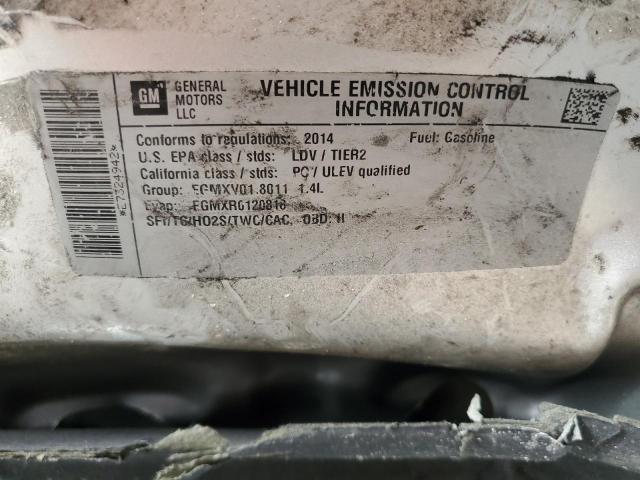 GM
GENERAL
MOTORS
LLC
VEHICLE EMISSION CONTROL
INFORMATION
Conforms to regulations: 2014 Fuel: Gasoline
U.S. EPA class / stds: LDV / TIER2
California class / stds: PC / ULEV qualified
Group: EGMXV01.8011 1.4L
Evap: EGMXR0120818
SFI/TC/HO2S/TWC/CAC. OBD: II
*E7324942*